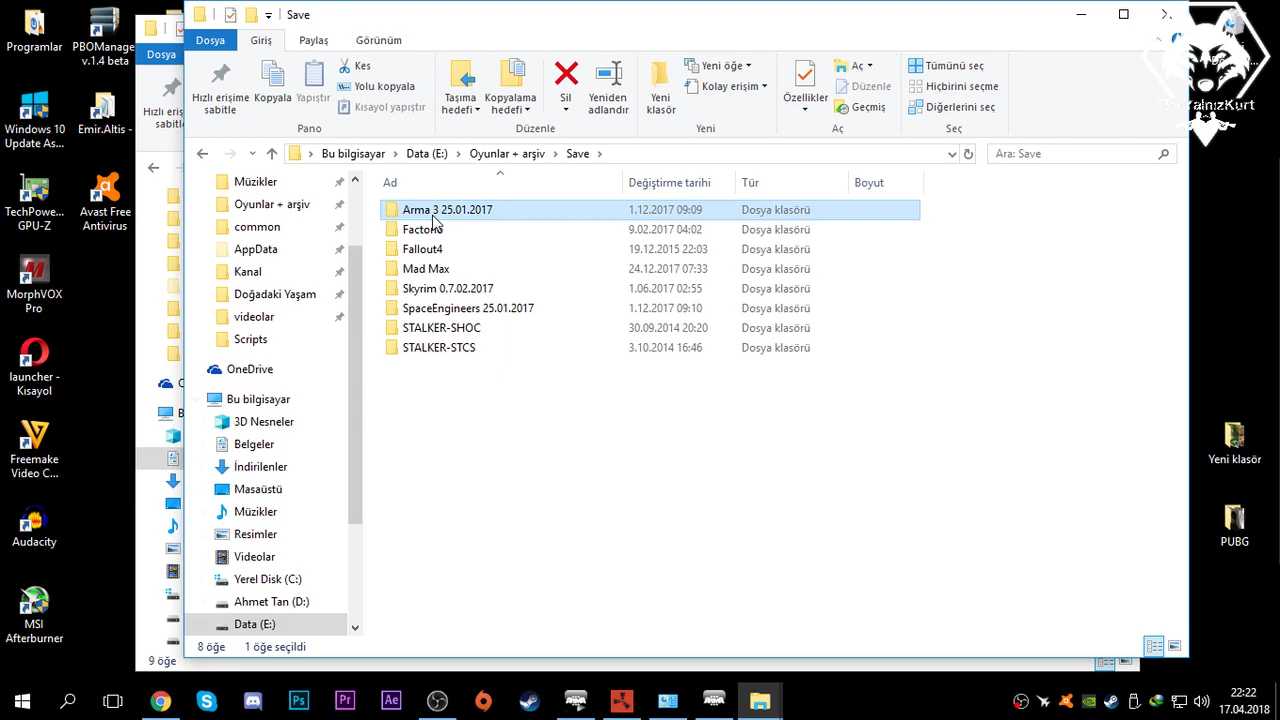 Programlar
PBOManage
v.1.4 beta
Windows 10
Update As...
Emir.Altis -
TechPowe...
GPU-Z
Avast Free
Antivirus
MorphVOX
Pro
launcher -
Kısayol
Freemake
Video C...
Audacity
MSI
Afterburner
Dosya
Hızlı eri
sabitle
9 öğe
Save
Dosya
Giriş
Paylaş
Görünüm
Hızlı erişime
sabitle
Kopyala
Yapıştır
Kes
Yolu kopyala
Kısayol yapıştır
Pano
Taşıma
hedefi
Kopyalama
hedefi
Sil
Yeniden
adlandır
Düzenle
Yeni
klasör
Yeni öğe
Kolay erişim
Yeni
Özellikler
Aç
Düzenle
Geçmiş
Aç
Tümünü seç
Hiçbirini seçme
Diğerlerini seç
Seç
Bu bilgisayar > Data (E:) > Oyunlar + arşiv > Save >
Ara: Save
Ad Değiştirme tarihi Tür Boyut
Arma 3 25.01.2017 1.12.2017 09:09 Dosya klasörü
9.02.2017 04:02 Dosya klasörü
Fallout4 19.12.2015 22:03 Dosya klasörü
Mad Max 24.12.2017 07:33 Dosya klasörü
Skyrim 0.7.02.2017 1.06.2017 02:55 Dosya klasörü
SpaceEngineers 25.01.2017 1.12.2017 09:10 Dosya klasörü
STALKER-SHOC 30.09.2014 20:20 Dosya klasörü
STALKER-STCS 3.10.2014 16:46 Dosya klasörü
Müzikler
Oyunlar + arşiv
common
AppData
Kanal
Doğadaki Yaşam
videolar
Scripts
OneDrive
Bu bilgisayar
3D Nesneler
Belgeler
İndirilenler
Masaüstü
Müzikler
Resimler
Videolar
Yerel Disk (C:)
Ahmet Tan (D:)
Data (E:)
8 öğe 1 öğe seçildi
YalnızKurt
Yeni klasör
PUBG
Ps
Pr
Ae
22:22
17.04.2018